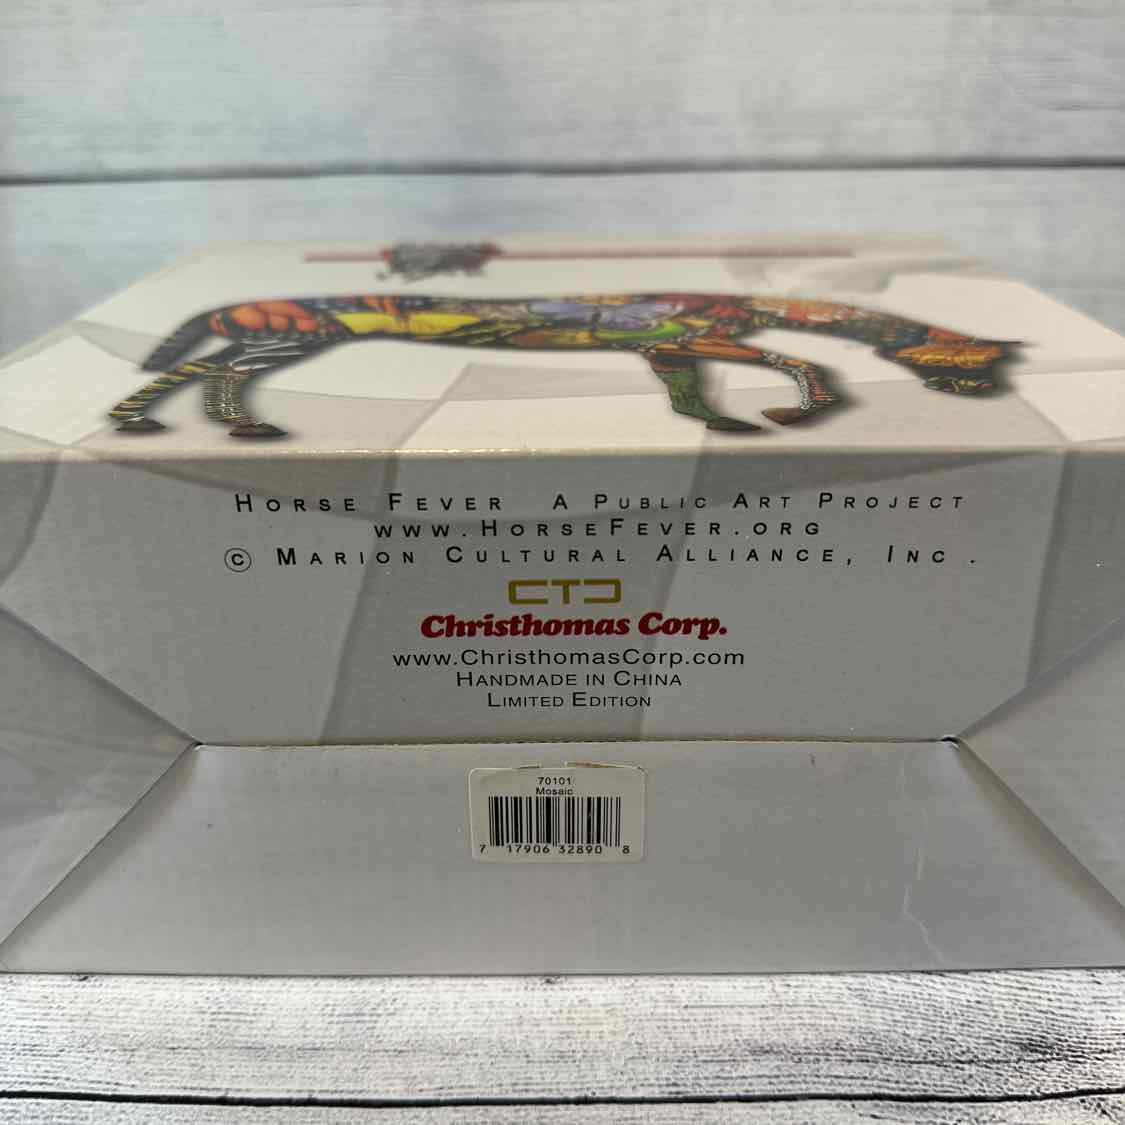 Horse Fever A Public Art Project
www.HorseFever.org
© Marion Cultural Alliance, Inc.
CTC
Christhomas Corp.
www.ChristhomasCorp.com
Handmade in China
Limited Edition
70101
Mosaic
7 17906 32890 8